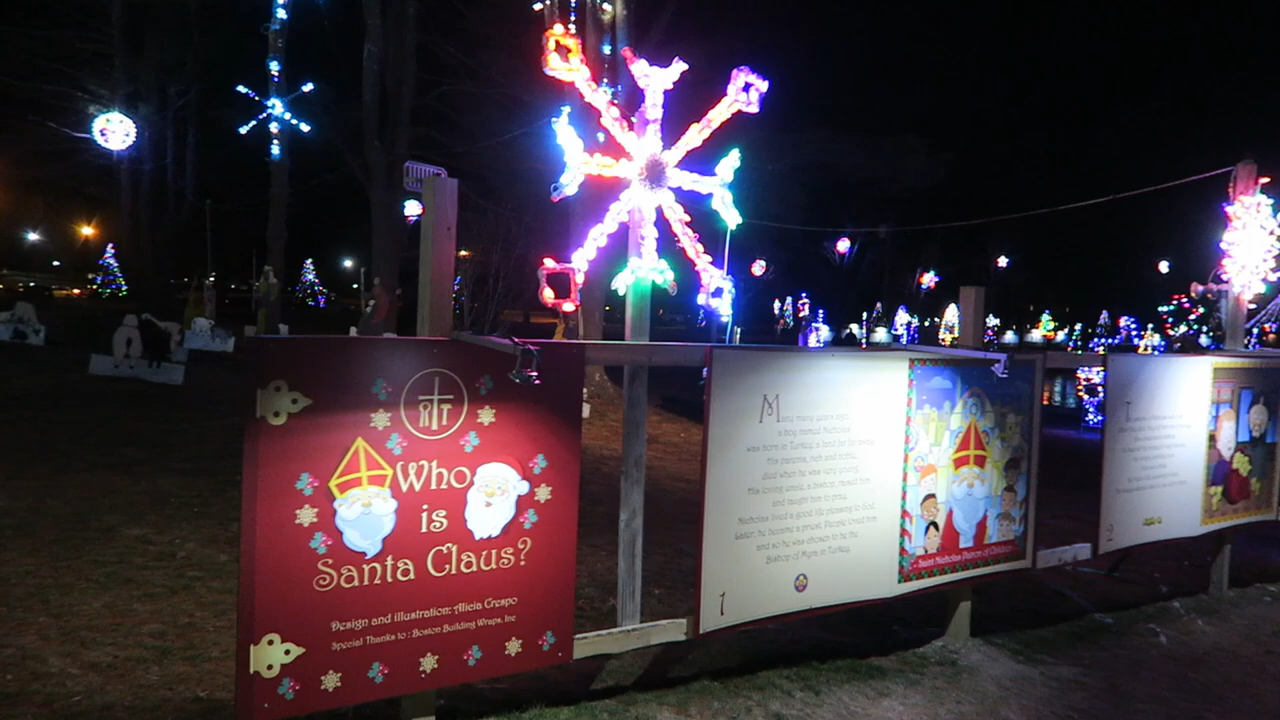 Who
is
Santa Claus?
Design and illustration: Alicia Crespo
Special Thanks to: Boston Building Wraps, Inc
Many many years ago,
a boy named Nicholas
was born in Turkey, a land far far away.
His parents, rich and noble,
died when he was very young.
His loving uncle, a bishop, raised him
and taught him to pray.
Nicholas lived a good life pleasing to God.
Later, he became a priest. People loved him
and so he was chosen to be the
Bishop of Myra in Turkey.
1
Saint Nicholas Patron of Children
2